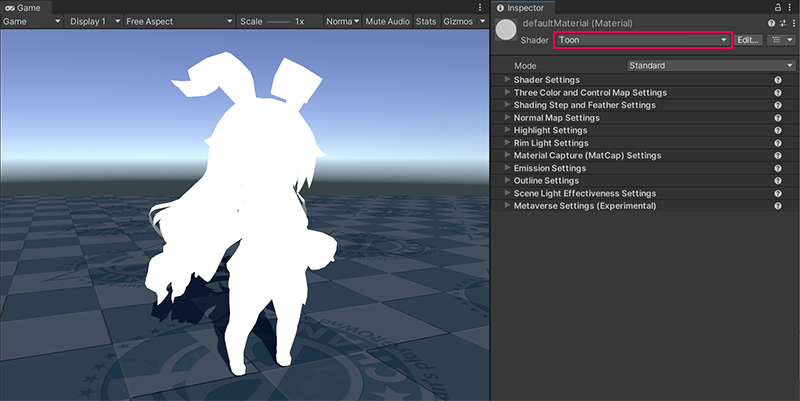 Game
Game Display 1 Free Aspect Scale 1x Norma Mute Audio Stats Gizmos
Inspector
defaultMaterial (Material)
Shader Toon Edit...
Mode Standard
Shader Settings
Three Color and Control Map Settings
Shading Step and Feather Settings
Normal Map Settings
Highlight Settings
Rim Light Settings
Material Capture (MatCap) Settings
Emission Settings
Outline Settings
Scene Light Effectiveness Settings
Metaverse Settings (Experimental)